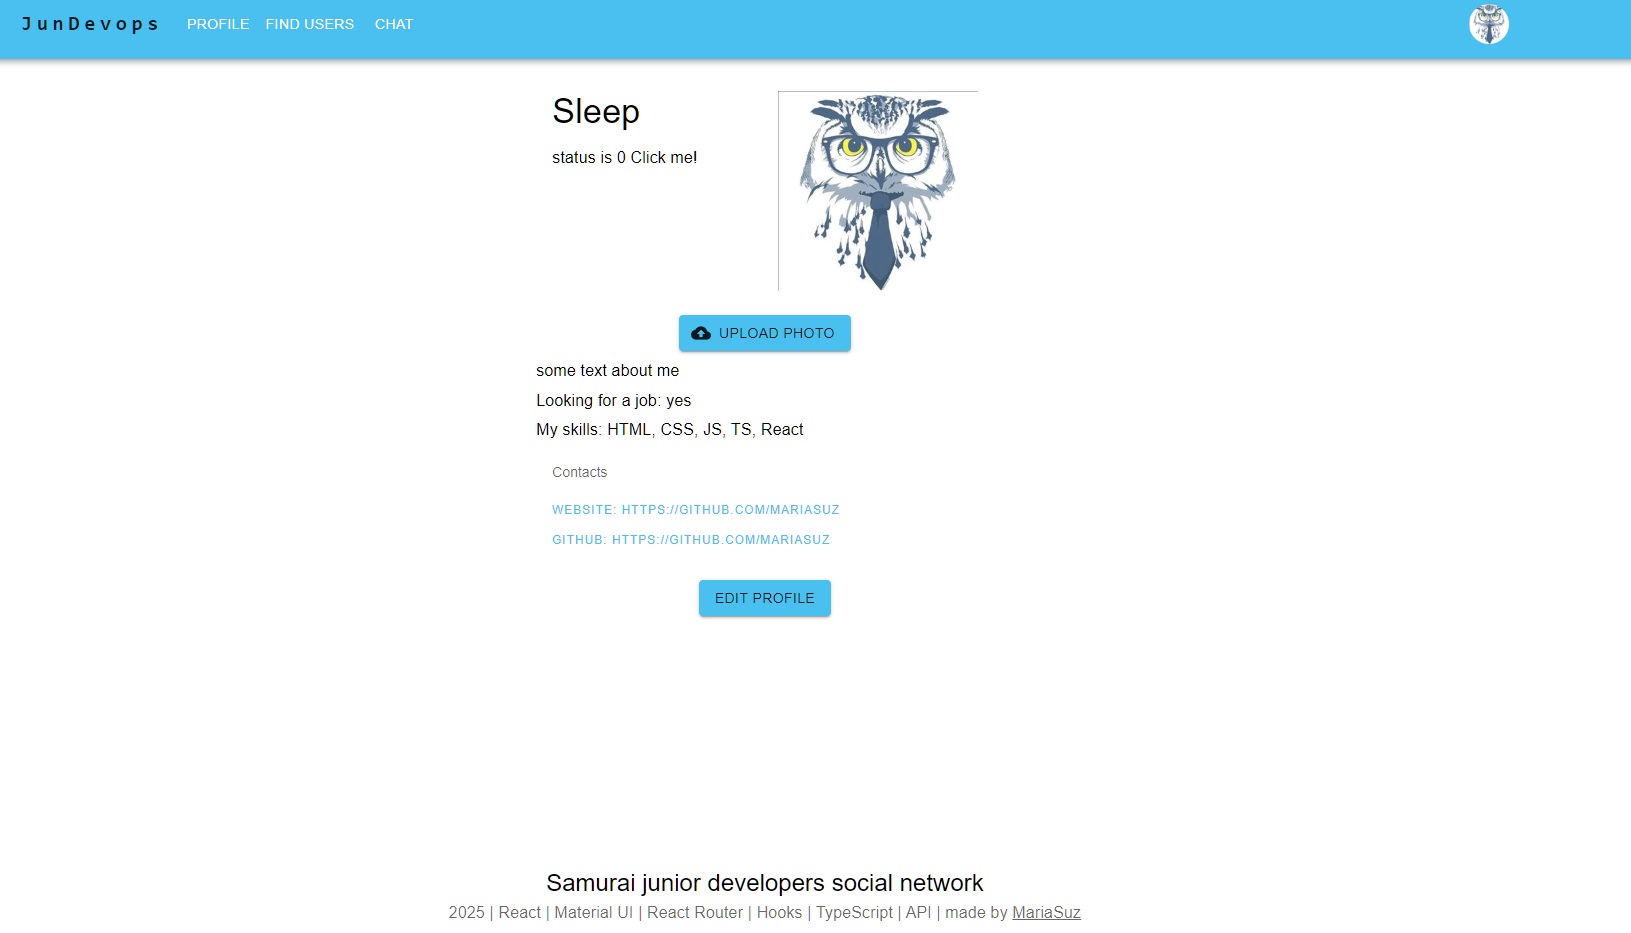 JunDevops PROFILE FIND USERS CHAT
Sleep
status is 0 Click me!
UPLOAD PHOTO
some text about me
Looking for a job: yes
My skills: HTML, CSS, JS, TS, React
Contacts
WEBSITE: HTTPS://GITHUB.COM/MARIASUZ
GITHUB: HTTPS://GITHUB.COM/MARIASUZ
EDIT PROFILE
Samurai junior developers social network
2025 | React | Material UI | React Router | Hooks | TypeScript | API | made by MariaSuz